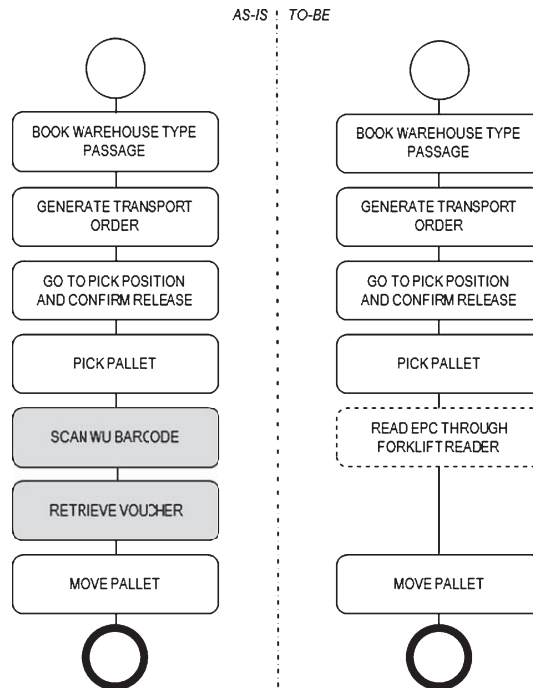 AS-IS
TO-BE
BOOK WAREHOUSE TYPE
PASSAGE
GENERATE TRANSPORT
ORDER
GO TO PICK POSITION
AND CONFIRM RELEASE
PICK PALLET
SCAN WU BARCODE
RETRIEVE VOUCHER
MOVE PALLET
BOOK WAREHOUSE TYPE
PASSAGE
GENERATE TRANSPORT
ORDER
GO TO PICK POSITION
AND CONFIRM RELEASE
PICK PALLET
READ EPC THROUGH
FORKLIFT READER
MOVE PALLET